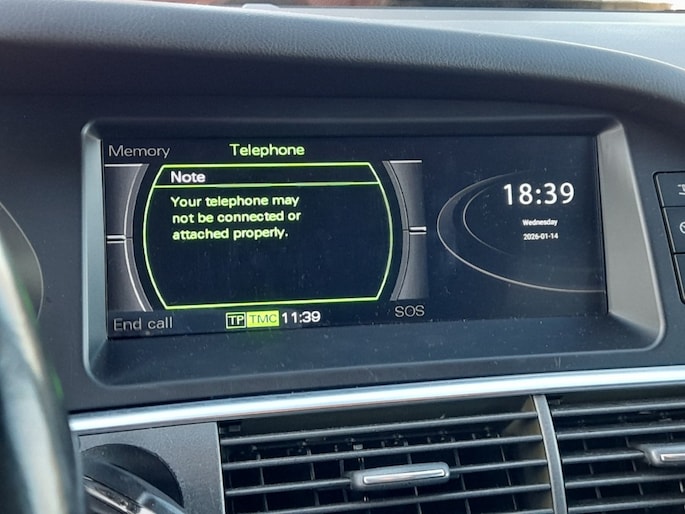 Memory
Telephone
Note
Your telephone may
not be connected or
attached properly.
End call
TP TMC 11:39
SOS
18:39
Wednesday
2026-01-14